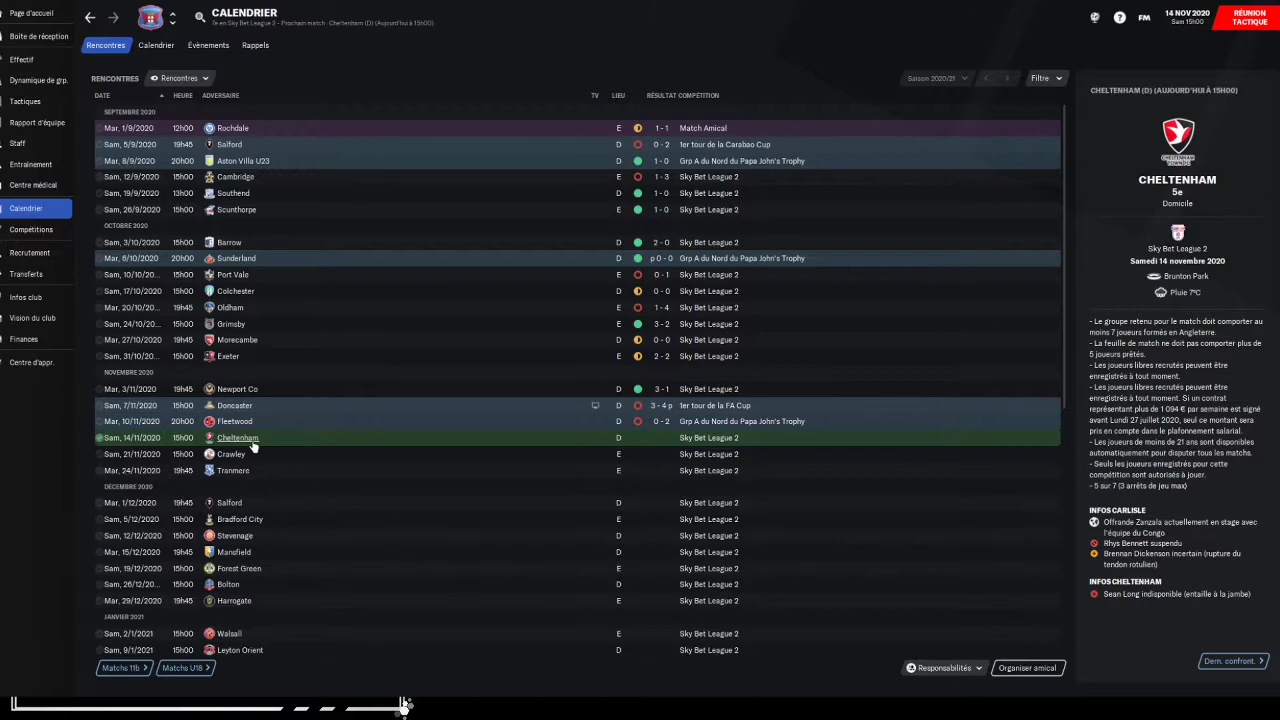 Page d'accueil
Boîte de réception
Effectif
Dynamique de grp.
Tactiques
Rapport d'équipe
Staff
Entraînement
Centre médical
Calendrier
Compétitions
Recrutement
Transferts
Infos club
Vision du club
Finances
Centre d'appr.
CALENDRIER
7e en Sky Bet League 2 - Prochain match : Cheltenham (D) (Aujourd'hui à 15h00)
FM
14 NOV 2020
Sam 15h00
RÉUNION TACTIQUE
Rencontres Calendrier Évènements Rappels
RENCONTRES Rencontres Saison 2020/21 Filtre
DATE HEURE ADVERSAIRE TV LIEU RÉSULTAT COMPÉTITION
SEPTEMBRE 2020
Mar, 1/9/2020 12h00 Rochdale E 1 - 1 Match Amical
Sam, 5/9/2020 19h45 Salford D 0 - 2 1er tour de la Carabao Cup
Mar, 8/9/2020 20h00 Aston Villa U23 D 1 - 0 Grp A du Nord du Papa John's Trophy
Sam, 12/9/2020 15h00 Cambridge E 1 - 3 Sky Bet League 2
Sam, 19/9/2020 13h00 Southend D 1 - 0 Sky Bet League 2
Sam, 26/9/2020 15h00 Scunthorpe E 1 - 0 Sky Bet League 2
OCTOBRE 2020
Sam, 3/10/2020 15h00 Barrow D 2 - 0 Sky Bet League 2
Mar, 6/10/2020 20h00 Sunderland D p 0 - 0 Grp A du Nord du Papa John's Trophy
Sam, 10/10/20... 15h00 Port Vale E 0 - 1 Sky Bet League 2
Sam, 17/10/2020 15h00 Colchester D 0 - 0 Sky Bet League 2
Mar, 20/10/20... 19h45 Oldham E 1 - 4 Sky Bet League 2
Sam, 24/10/20... 15h00 Grimsby E 3 - 2 Sky Bet League 2
Mar, 27/10/2020 19h45 Morecambe D 0 - 0 Sky Bet League 2
Sam, 31/10/20... 15h00 Exeter E 2 - 2 Sky Bet League 2
NOVEMBRE 2020
Mar, 3/11/2020 19h45 Newport Co D 3 - 1 Sky Bet League 2
Sam, 7/11/2020 15h00 Doncaster D 3 - 4 p 1er tour de la FA Cup
Mar, 10/11/2020 20h00 Fleetwood D 0 - 2 Grp A du Nord du Papa John's Trophy
Sam, 14/11/2020 15h00 Cheltenham D Sky Bet League 2
Sam, 21/11/2020 15h00 Crawley E Sky Bet League 2
Mar, 24/11/2020 19h45 Tranmere E Sky Bet League 2
DÉCEMBRE 2020
Mar, 1/12/2020 19h45 Salford D Sky Bet League 2
Sam, 5/12/2020 15h00 Bradford City E Sky Bet League 2
Sam, 12/12/2020 15h00 Stevenage D Sky Bet League 2
Mar, 15/12/2020 19h45 Mansfield D Sky Bet League 2
Sam, 19/12/2020 15h00 Forest Green E Sky Bet League 2
Sam, 26/12/20... 15h00 Bolton D Sky Bet League 2
Mar, 29/12/2020 19h45 Harrogate E Sky Bet League 2
JANVIER 2021
Sam, 2/1/2021 15h00 Walsall E Sky Bet League 2
Sam, 9/1/2021 15h00 Leyton Orient D Sky Bet League 2
Matchs 11b Matchs U18 Responsabilités Organiser amical
CHELTENHAM (D) (AUJOURD'HUI À 15H00)
CHELTENHAM
5e
Domicile
Sky Bet League 2
Samedi 14 novembre 2020
Brunton Park
Pluie 7ºC
- Le groupe retenu pour le match doit comporter au
moins 7 joueurs formés en Angleterre.
- La feuille de match ne doit pas comporter plus de
5 joueurs prêtés.
- Les joueurs libres recrutés peuvent être
enregistrés à tout moment.
- Les joueurs libres recrutés peuvent être
enregistrés à tout moment. Si un contrat
représentant plus de 1 094 € par semaine est signé
avant Lundi 27 juillet 2020, seul ce montant sera
pris en compte dans le plafonnement salarial.
- Les joueurs de moins de 21 ans sont disponibles
automatiquement pour disputer tous les matchs.
- Seuls les joueurs enregistrés pour cette
compétition sont autorisés à jouer.
- 5 sur 7 (3 arrêts de jeu max)
INFOS CARLISLE
Offrande Zanzala actuellement en stage avec
l'équipe du Congo
Rhys Bennett suspendu
Brennan Dickenson incertain (rupture du
tendon rotulien)
INFOS CHELTENHAM
Sean Long indisponible (entaille à la jambe)
Dern. confront.